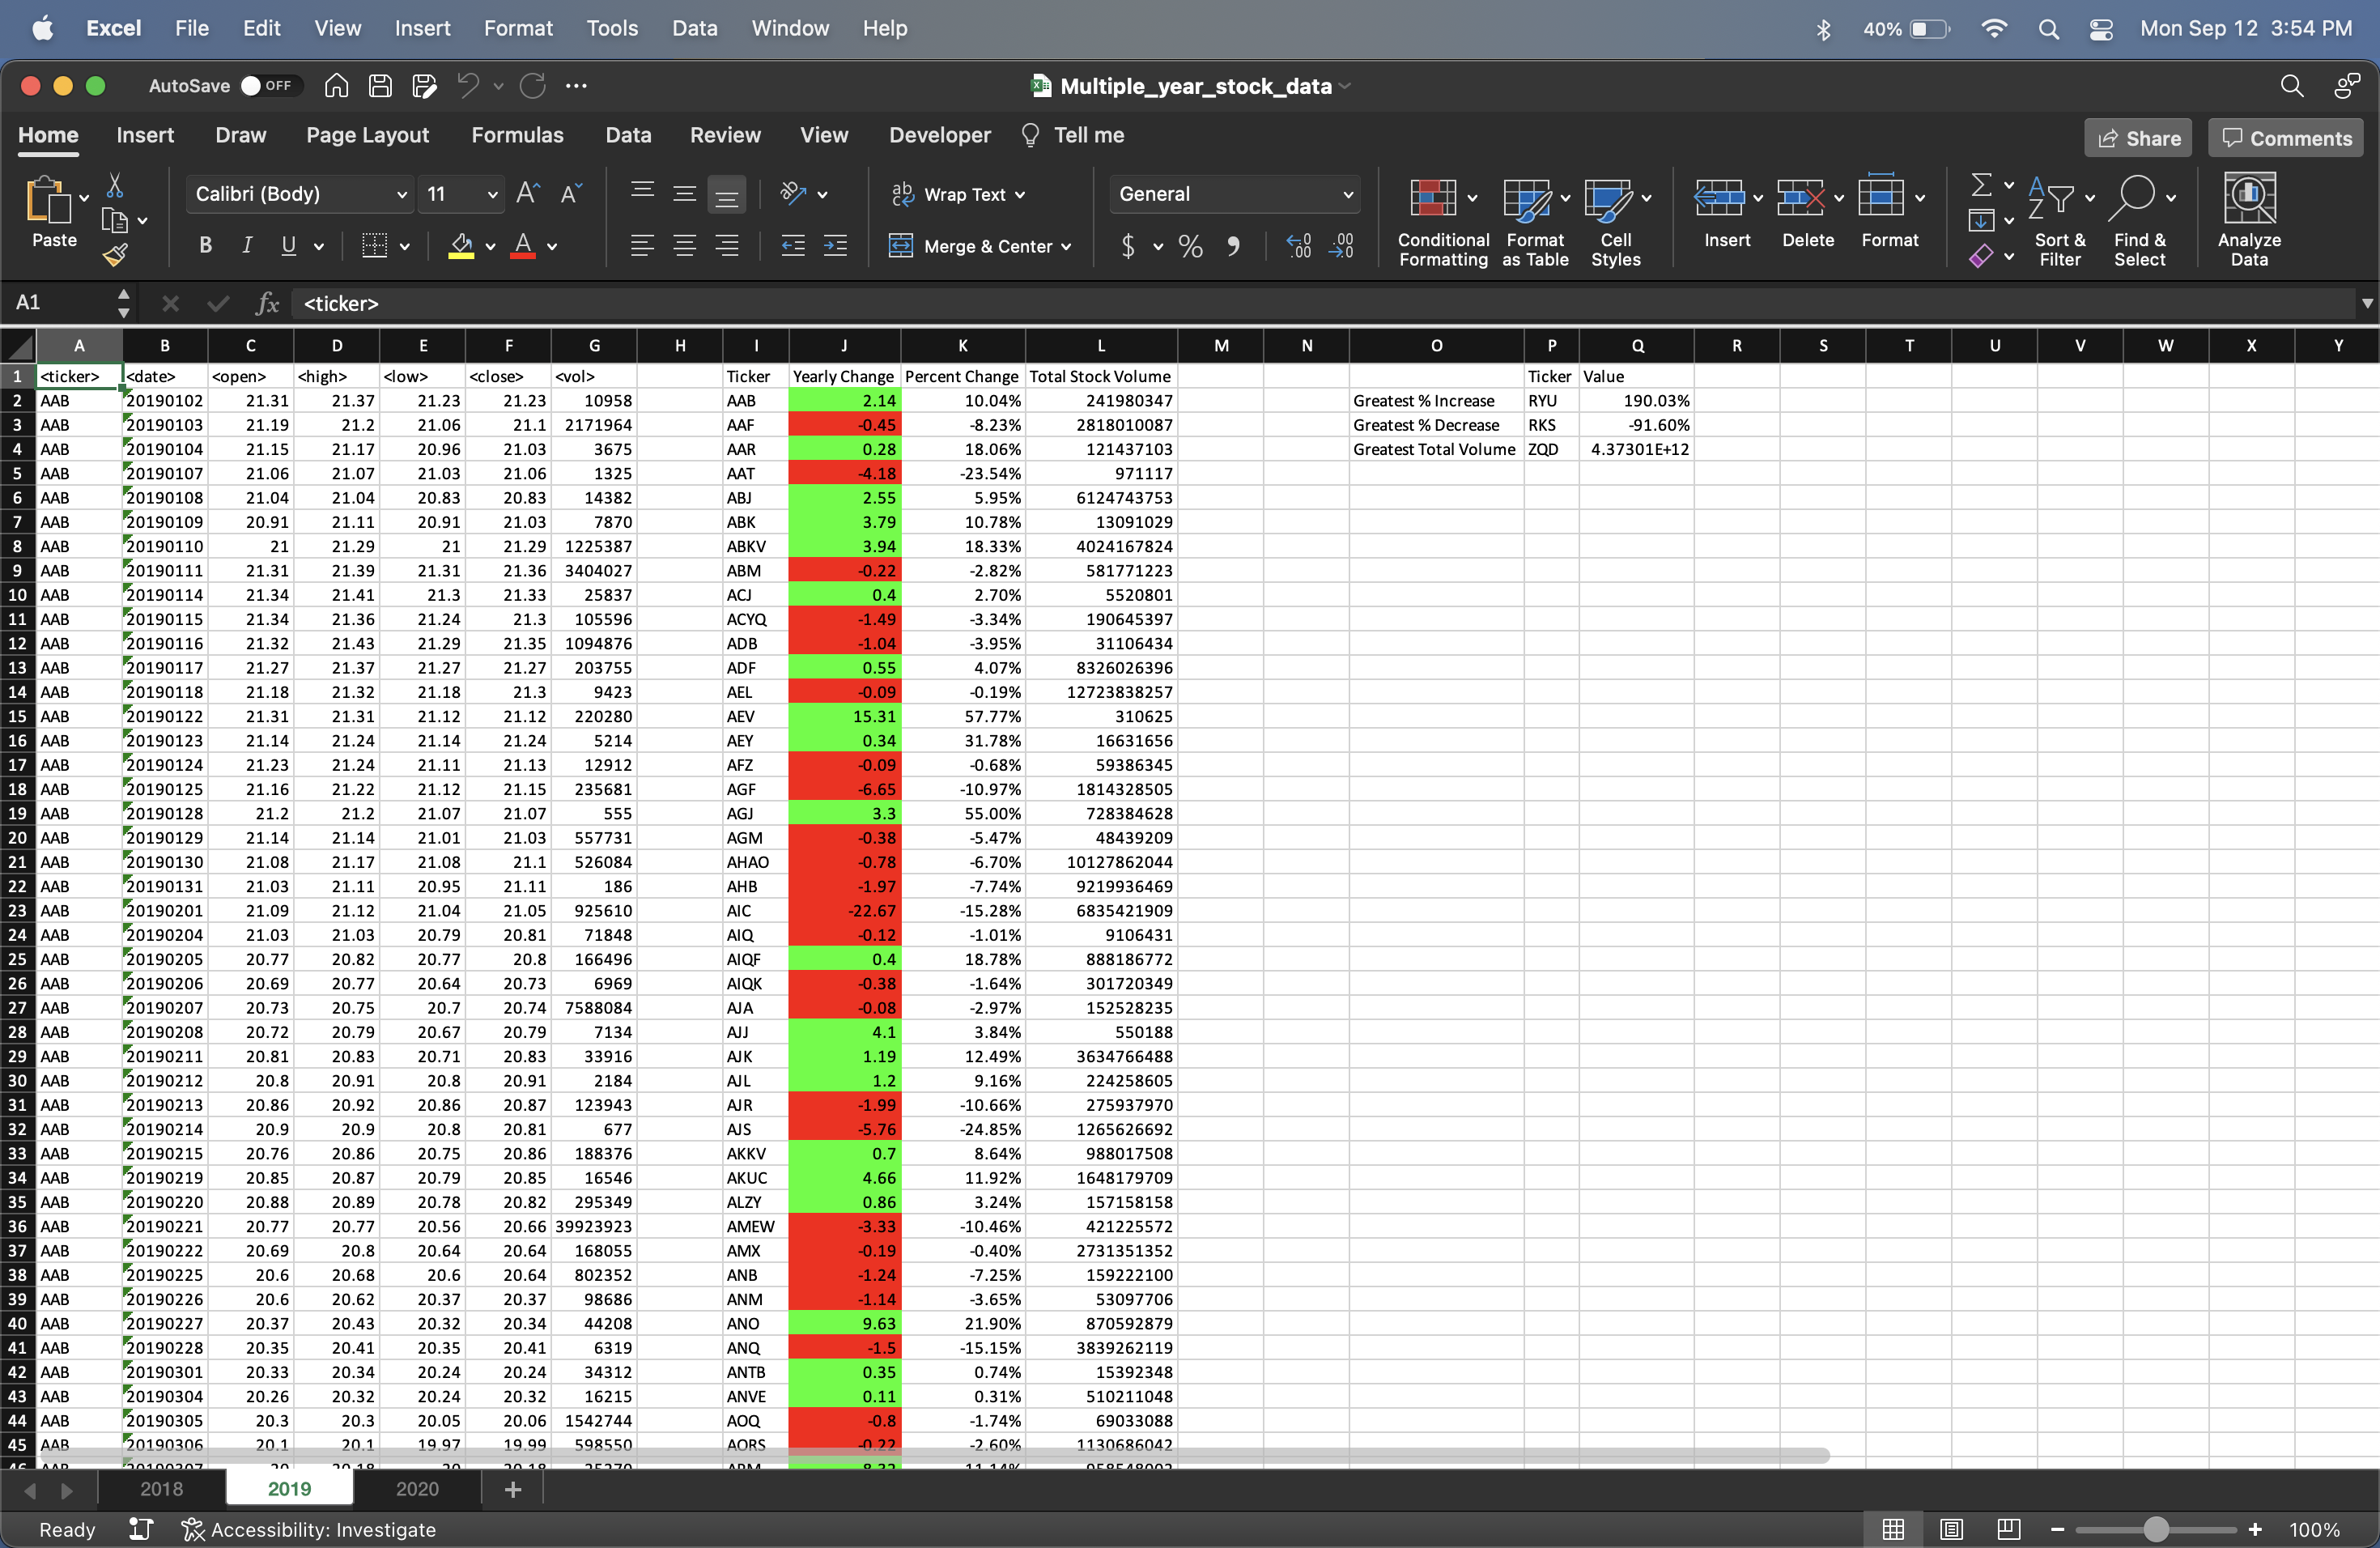 Excel File Edit View Insert Format Tools Data Window Help 40% Mon Sep 12 3:54 PM
AutoSave OFF Multiple_year_stock_data
Home Insert Draw Page Layout Formulas Data Review View Developer Tell me Share Comments
Paste Calibri (Body) 11 Wrap Text General Conditional Formatting Format as Table Cell Styles Insert Delete Format Sort & Filter Find & Select Analyze Data
B I U Merge & Center $ %
A1 fx <ticker>
A B C D E F G H I J K L M N O P Q R S T U V W X Y
1 <ticker> <date> <open> <high> <low> <close> <vol> Ticker Yearly Change Percent Change Total Stock Volume Ticker Value
2 AAB 20190102 21.31 21.37 21.23 21.23 10958 AAB 2.14 10.04% 241980347 Greatest % Increase RYU 190.03%
3 AAB 20190103 21.19 21.2 21.06 21.1 2171964 AAF -0.45 -8.23% 2818010087 Greatest % Decrease RKS -91.60%
4 AAB 20190104 21.15 21.17 20.96 21.03 3675 AAR 0.28 18.06% 121437103 Greatest Total Volume ZQD 4.37301E+12
5 AAB 20190107 21.06 21.07 21.03 21.06 1325 AAT -4.18 -23.54% 971117
6 AAB 20190108 21.04 21.04 20.83 20.83 14382 ABJ 2.55 5.95% 6124743753
7 AAB 20190109 20.91 21.11 20.91 21.03 7870 ABK 3.79 10.78% 13091029
8 AAB 20190110 21 21.29 21 21.29 1225387 ABKV 3.94 18.33% 4024167824
9 AAB 20190111 21.31 21.39 21.31 21.36 3404027 ABM -0.22 -2.82% 581771223
10 AAB 20190114 21.34 21.41 21.3 21.33 25837 ACJ 0.4 2.70% 5520801
11 AAB 20190115 21.34 21.36 21.24 21.3 105596 ACYQ -1.49 -3.34% 190645397
12 AAB 20190116 21.32 21.43 21.29 21.35 1094876 ADB -1.04 -3.95% 31106434
13 AAB 20190117 21.27 21.37 21.27 21.27 203755 ADF 0.55 4.07% 8326026396
14 AAB 20190118 21.18 21.32 21.18 21.3 9423 AEL -0.09 -0.19% 12723838257
15 AAB 20190122 21.31 21.31 21.12 21.12 220280 AEV 15.31 57.77% 310625
16 AAB 20190123 21.14 21.24 21.14 21.24 5214 AEY 0.34 31.78% 16631656
17 AAB 20190124 21.23 21.24 21.11 21.13 12912 AFZ -0.09 -0.68% 59386345
18 AAB 20190125 21.16 21.22 21.12 21.15 235681 AGF -6.65 -10.97% 1814328505
19 AAB 20190128 21.2 21.2 21.07 21.07 555 AGJ 3.3 55.00% 728384628
20 AAB 20190129 21.14 21.14 21.01 21.03 557731 AGM -0.38 -5.47% 48439209
21 AAB 20190130 21.08 21.17 21.08 21.1 526084 AHAO -0.78 -6.70% 10127862044
22 AAB 20190131 21.03 21.11 20.95 21.11 186 AHB -1.97 -7.74% 9219936469
23 AAB 20190201 21.09 21.12 21.04 21.05 925610 AIC -22.67 -15.28% 6835421909
24 AAB 20190204 21.03 21.03 20.79 20.81 71848 AIQ -0.12 -1.01% 9106431
25 AAB 20190205 20.77 20.82 20.77 20.8 166496 AIQF 0.4 18.78% 888186772
26 AAB 20190206 20.69 20.77 20.64 20.73 6969 AIQK -0.38 -1.64% 301720349
27 AAB 20190207 20.73 20.75 20.7 20.74 7588084 AJA -0.08 -2.97% 152528235
28 AAB 20190208 20.72 20.79 20.67 20.79 7134 AJJ 4.1 3.84% 550188
29 AAB 20190211 20.81 20.83 20.71 20.83 33916 AJK 1.19 12.49% 3634766488
30 AAB 20190212 20.8 20.91 20.8 20.91 2184 AJL 1.2 9.16% 224258605
31 AAB 20190213 20.86 20.92 20.86 20.87 123943 AJR -1.99 -10.66% 275937970
32 AAB 20190214 20.9 20.9 20.8 20.81 677 AJS -5.76 -24.85% 1265626692
33 AAB 20190215 20.76 20.86 20.75 20.86 188376 AKKV 0.7 8.64% 988017508
34 AAB 20190219 20.85 20.87 20.79 20.85 16546 AKUC 4.66 11.92% 1648179709
35 AAB 20190220 20.88 20.89 20.78 20.82 295349 ALZY 0.86 3.24% 157158158
36 AAB 20190221 20.77 20.77 20.56 20.66 39923923 AMEW -3.33 -10.46% 421225572
37 AAB 20190222 20.69 20.8 20.64 20.64 168055 AMX -0.19 -0.40% 2731351352
38 AAB 20190225 20.6 20.68 20.6 20.64 802352 ANB -1.24 -7.25% 159222100
39 AAB 20190226 20.6 20.62 20.37 20.37 98686 ANM -1.14 -3.65% 53097706
40 AAB 20190227 20.37 20.43 20.32 20.34 44208 ANO 9.63 21.90% 870592879
41 AAB 20190228 20.35 20.41 20.35 20.41 6319 ANQ -1.5 -15.15% 3839262119
42 AAB 20190301 20.33 20.34 20.24 20.24 34312 ANTB 0.35 0.74% 15392348
43 AAB 20190304 20.26 20.32 20.24 20.32 16215 ANVE 0.11 0.31% 510211048
44 AAB 20190305 20.3 20.3 20.05 20.06 1542744 AOQ -0.8 -1.74% 69033088
45 AAB 20190306 20.1 20.1 19.97 19.99 598550 AORS -0.22 -2.60% 1130686042
2018 2019 2020 +
Ready Accessibility: Investigate 100%